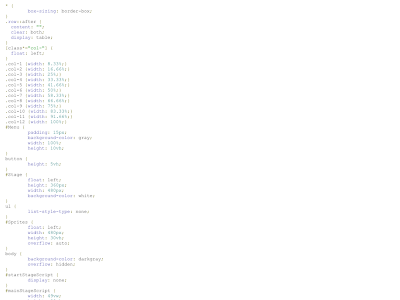 * {
box-sizing: border-box;
}
.row::after {
content: "";
clear: both;
display: table;
}
[class*="col-"] {
float: left;
}
.col-1 {width: 8.33%;}
.col-2 {width: 16.66%;}
.col-3 {width: 25%;}
.col-4 {width: 33.33%;}
.col-5 {width: 41.66%;}
.col-6 {width: 50%;}
.col-7 {width: 58.33%;}
.col-8 {width: 66.66%;}
.col-9 {width: 75%;}
.col-10 {width: 83.33%;}
.col-11 {width: 91.66%;}
.col-12 {width: 100%;}
#Menu {
padding: 15px;
background-color: gray;
width: 100%;
height: 10vh;
}
button {
height: 5vh;
}
#Stage {
float: left;
height: 360px;
width: 480px;
background-color: white;
}
ul {
list-style-type: none;
}
#Sprites {
float: left;
width: 480px;
height: 30vh;
overflow: auto;
}
body {
background-color: darkgray;
overflow: hidden;
}
#startStageScript {
display: none;
}
#mainStageScript {
width: 49vw;